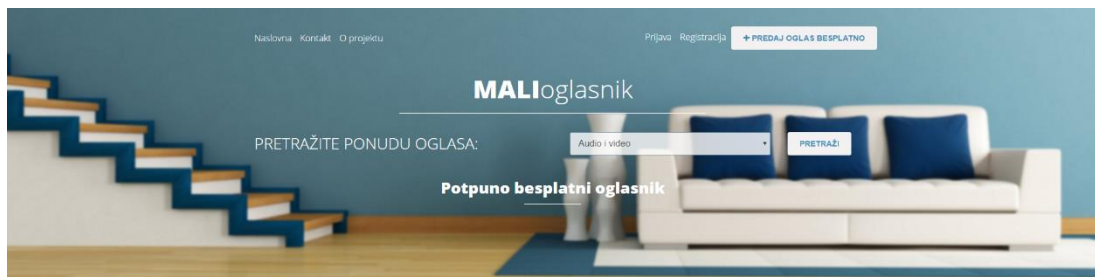 Naslovna Kontakt O projektu
Prijava Registracija + PREDAJ OGLAS BESPLATNO
MALIoglasnik
PRETRAŽITE PONUDU OGLASA: Audio i video PRETRAŽI
Potpuno besplatni oglasnik